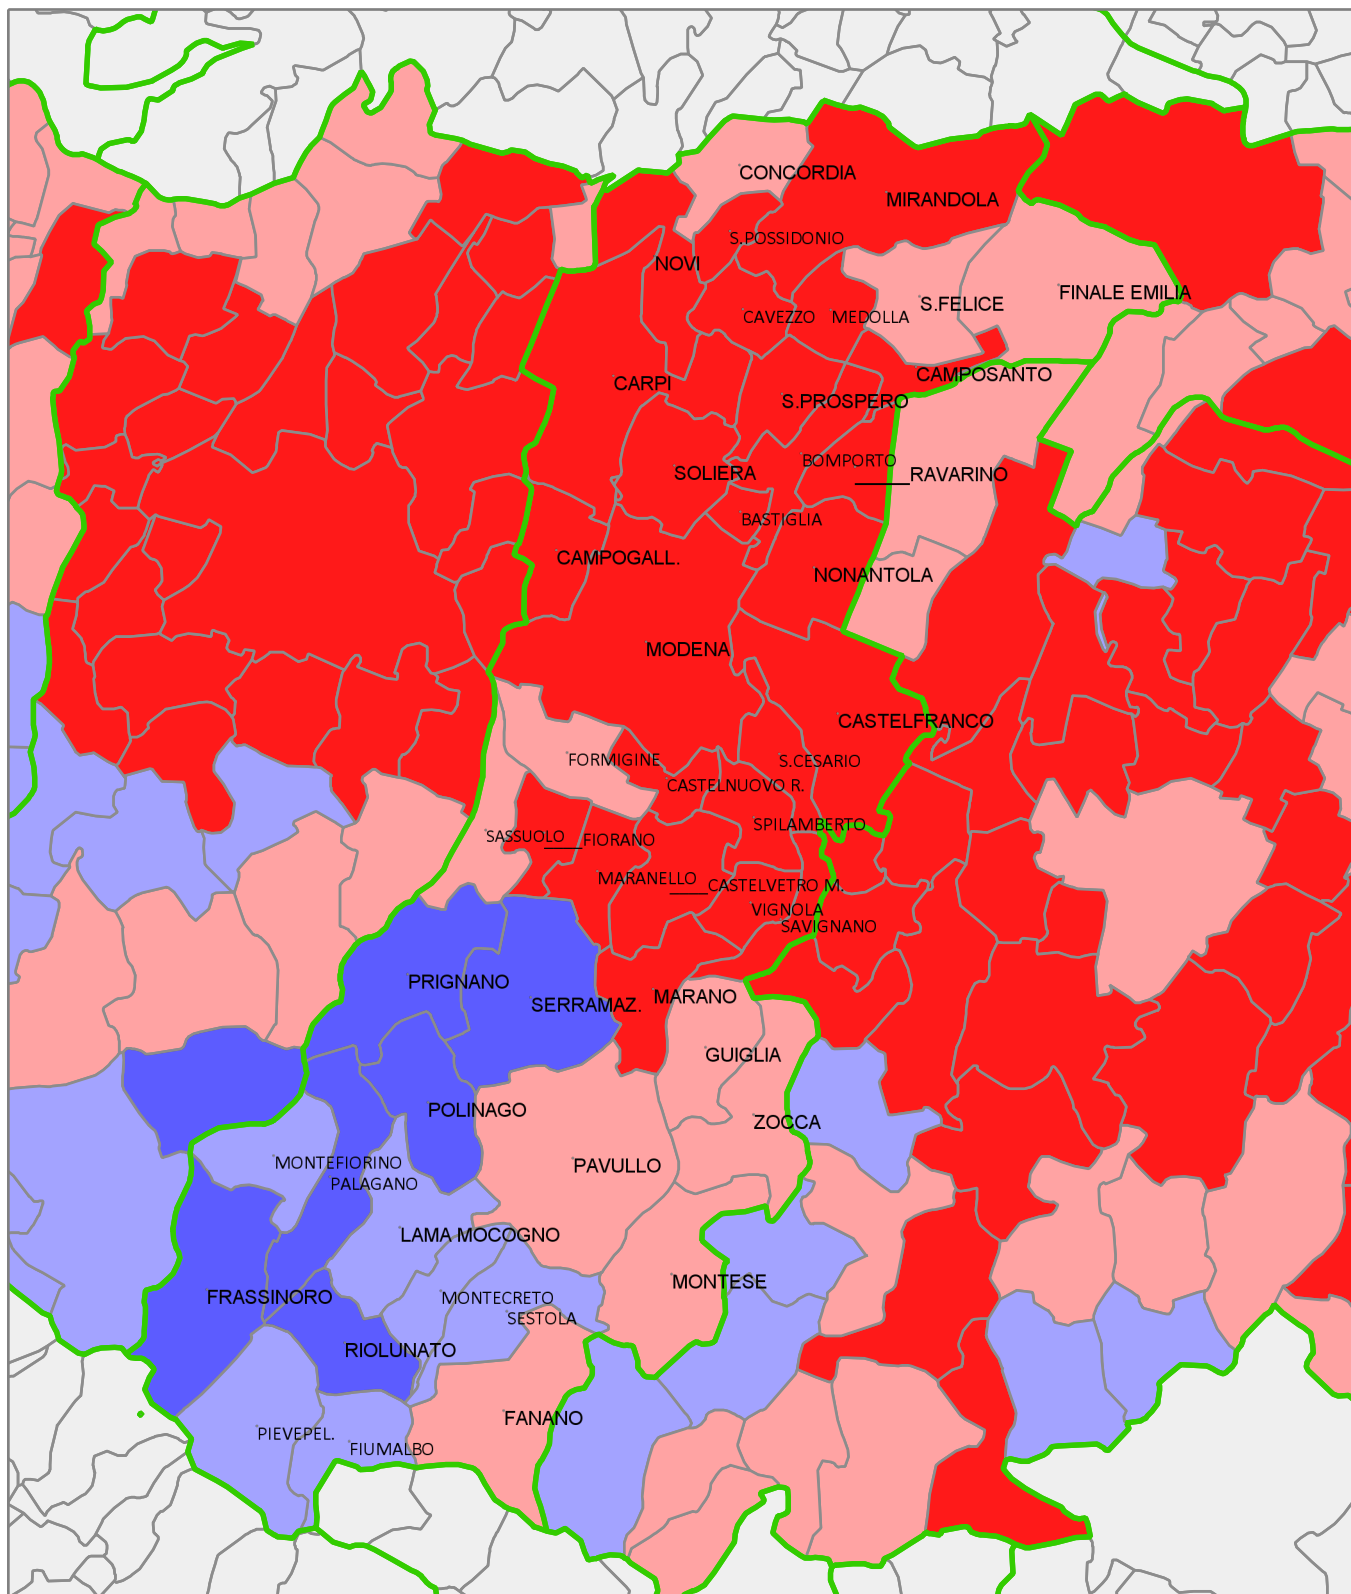 CONCORDIA
MIRANDOLA
S.POSSIDONIO
NOVI
FINALE EMILIA
S.FELICE
CAVEZZO
MEDOLLA
CAMPOSANTO
CARPI
S.PROSPERO
BOMPORTO
SOLIERA
RAVARINO
BASTIGLIA
CAMPOGALL.
NONANTOLA
MODENA
CASTELFRANCO
FORMIGINE
S.CESARIO
CASTELNUOVO R.
SPILAMBERTO
SASSUOLO
FIORANO
MARANELLO
CASTELVETRO M.
VIGNOLA
SAVIGNANO
PRIGNANO
MARANO
SERRAMAZ.
GUIGLIA
POLINAGO
ZOCCA
MONTEFIORINO
PAVULLO
PALAGANO
LAMA MOCOGNO
MONTESE
FRASSINORO
MONTECRETO
SESTOLA
RIOLUNATO
FANANO
PIEVEPEL.
FIUMALBO